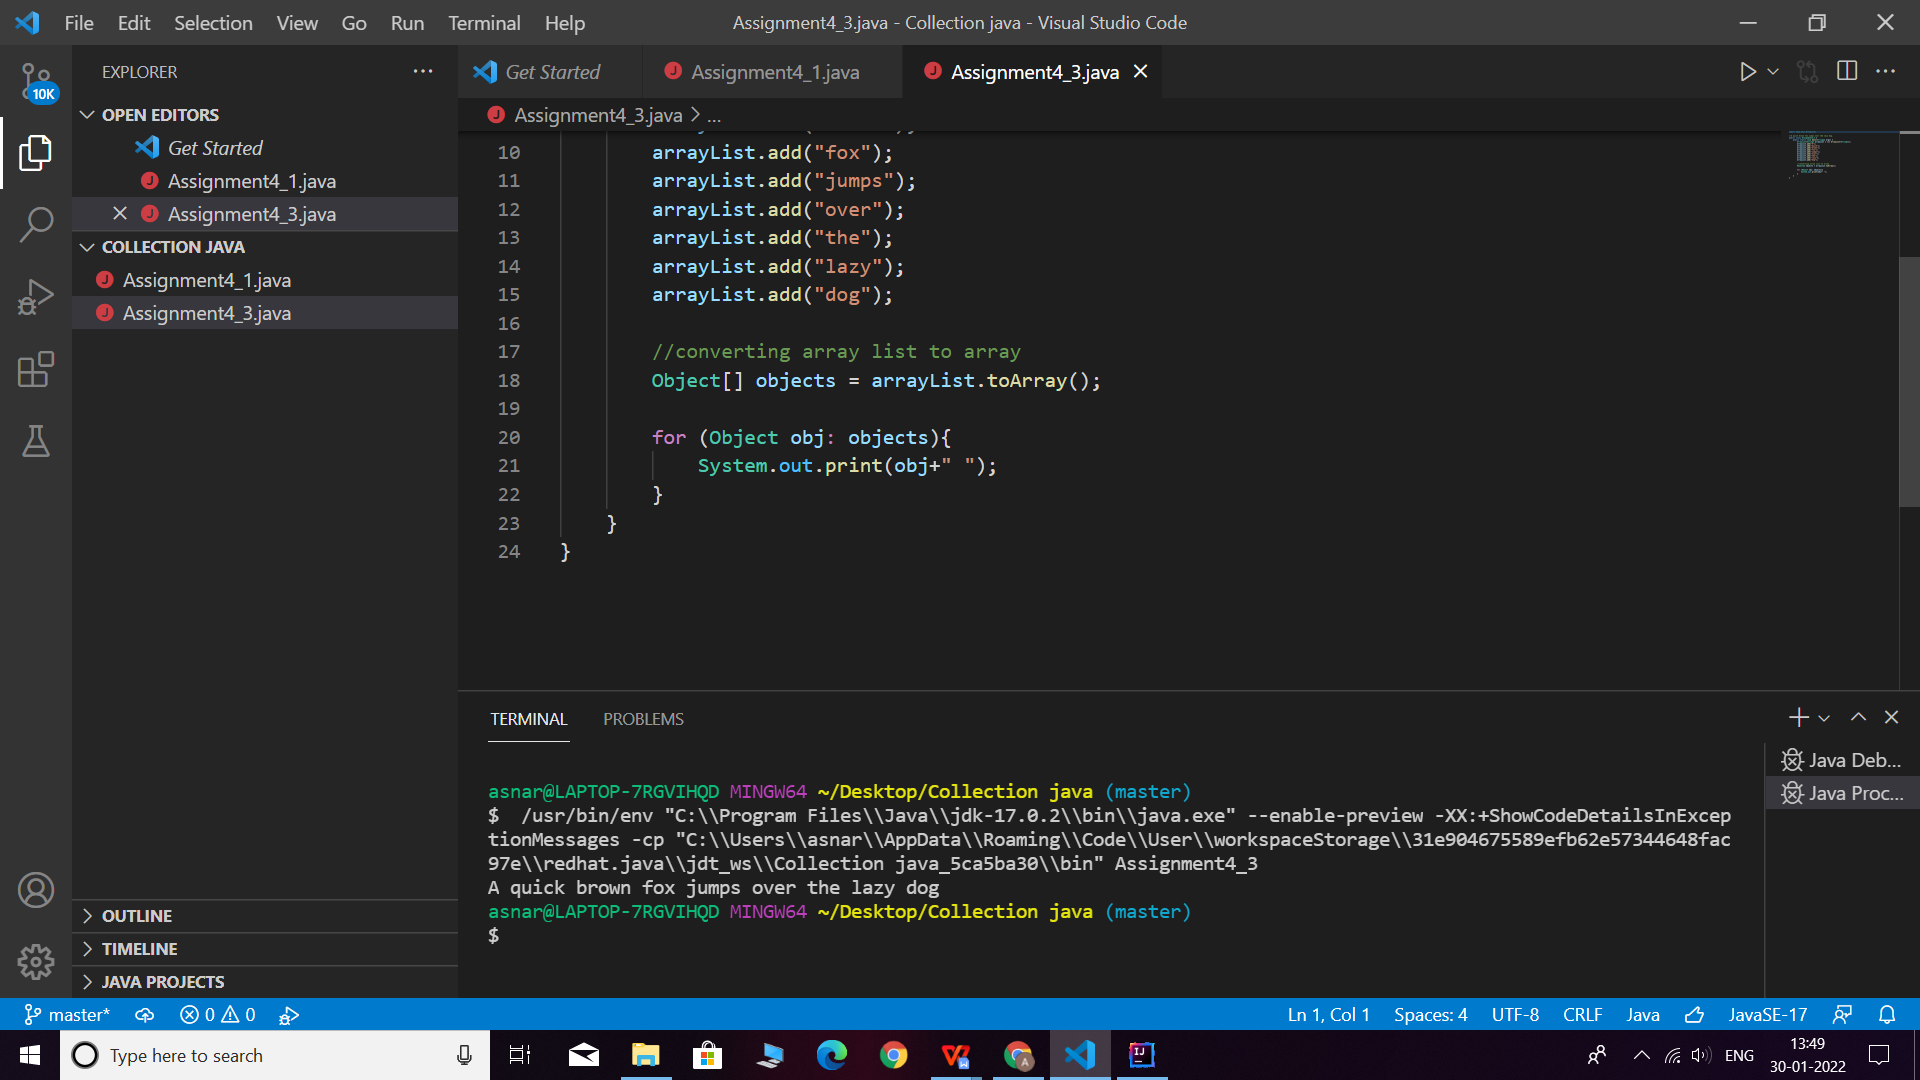 File Edit Selection View Go Run Terminal Help
Assignment4_3.java - Collection java - Visual Studio Code
10K
EXPLORER
OPEN EDITORS
Get Started
Assignment4_1.java
Assignment4_3.java
COLLECTION JAVA
Assignment4_1.java
Assignment4_3.java
OUTLINE
TIMELINE
JAVA PROJECTS
Get Started Assignment4_1.java Assignment4_3.java
Assignment4_3.java > ...
10 arrayList.add("fox");
11 arrayList.add("jumps");
12 arrayList.add("over");
13 arrayList.add("the");
14 arrayList.add("lazy");
15 arrayList.add("dog");
16
17 //converting array list to array
18 Object[] objects = arrayList.toArray();
19
20 for (Object obj: objects){
21 System.out.print(obj+" ");
22 }
23 }
24 }
TERMINAL PROBLEMS
asnar@LAPTOP-7RGVIHQD MINGW64 ~/Desktop/Collection java (master)
$ /usr/bin/env "C:\\Program Files\\Java\\jdk-17.0.2\\bin\\java.exe" --enable-preview -XX:+ShowCodeDetailsInExcep
tionMessages -cp "C:\\Users\\asnar\\AppData\\Roaming\\Code\\User\\workspaceStorage\\31e904675589efb62e57344648fac
97e\\redhat.java\\jdt_ws\\Collection java_5ca5ba30\\bin" Assignment4_3
A quick brown fox jumps over the lazy dog
asnar@LAPTOP-7RGVIHQD MINGW64 ~/Desktop/Collection java (master)
$
Java Deb...
Java Proc...
master* 0 0 Ln 1, Col 1 Spaces: 4 UTF-8 CRLF Java JavaSE-17
Type here to search
ENG
13:49
30-01-2022